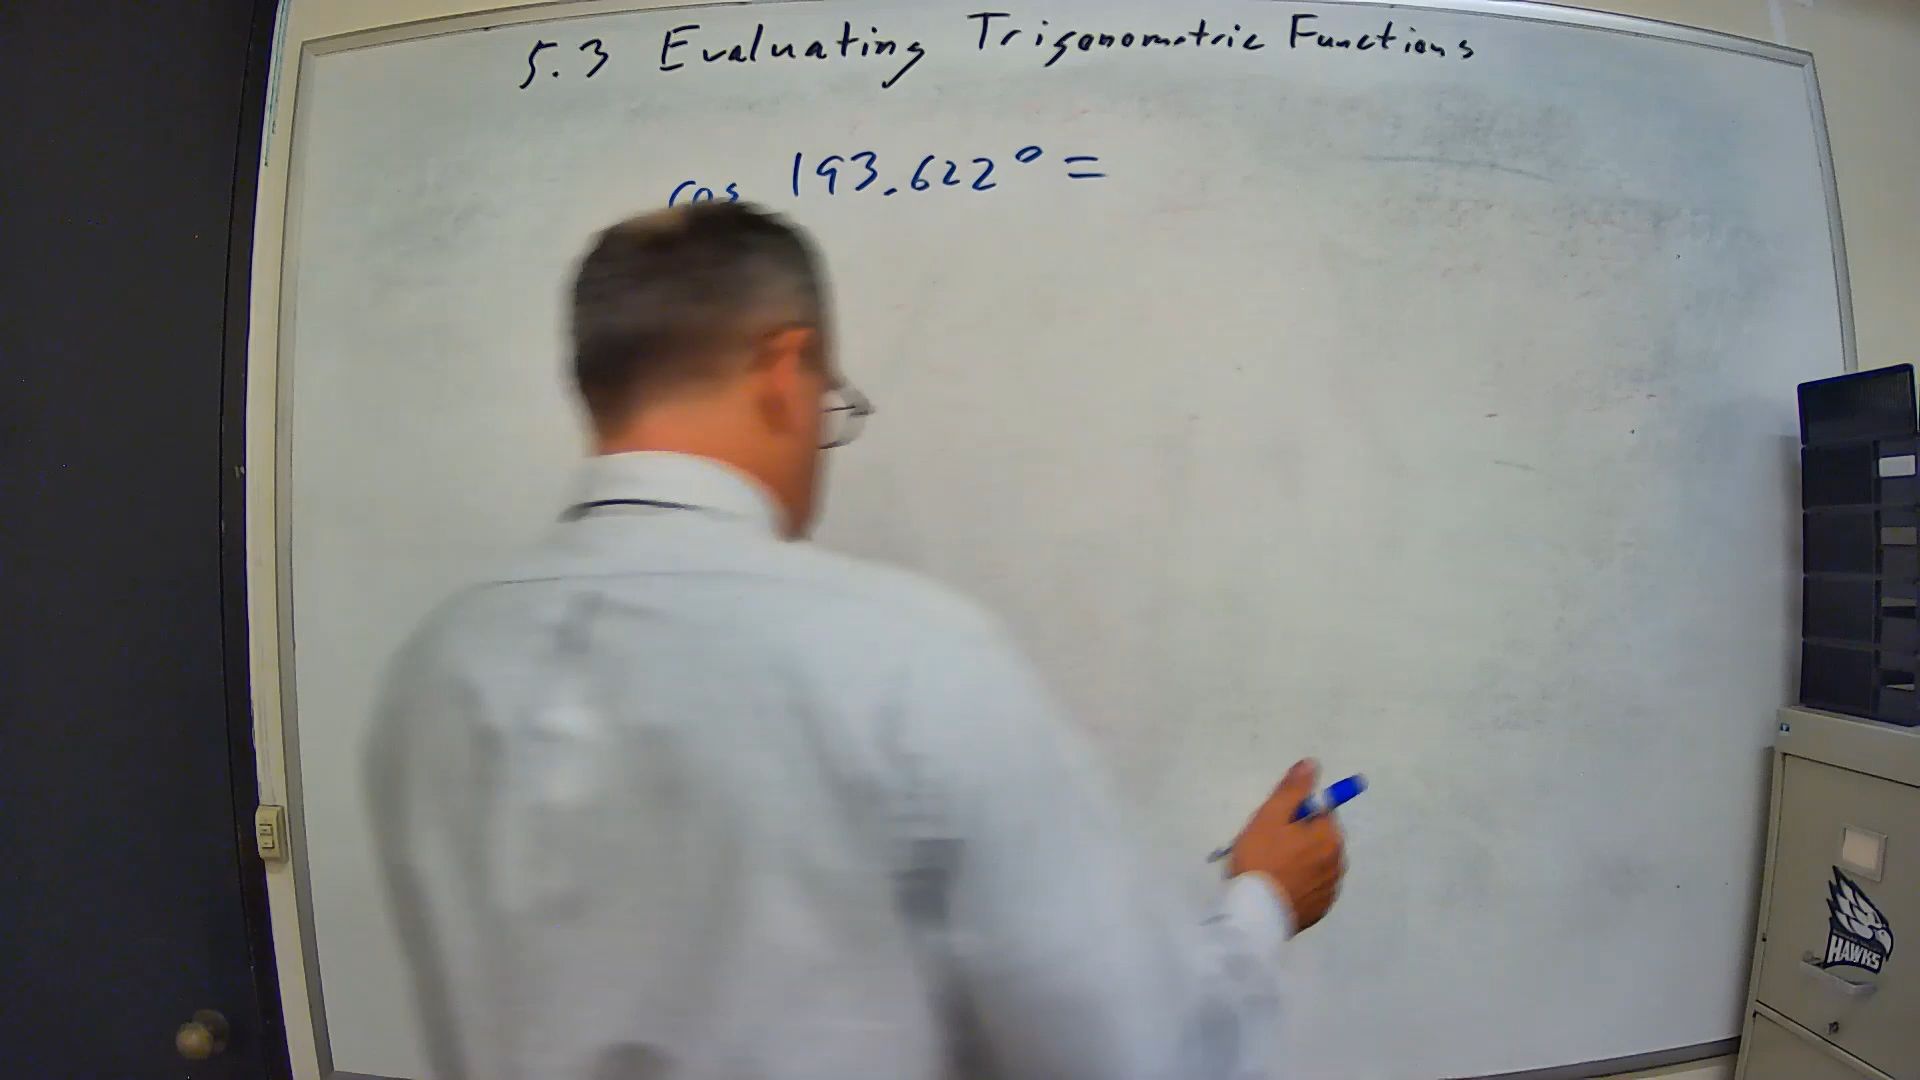 5.3 Evaluating Trigonometric Functions
cos 193.622° =
HAWKS